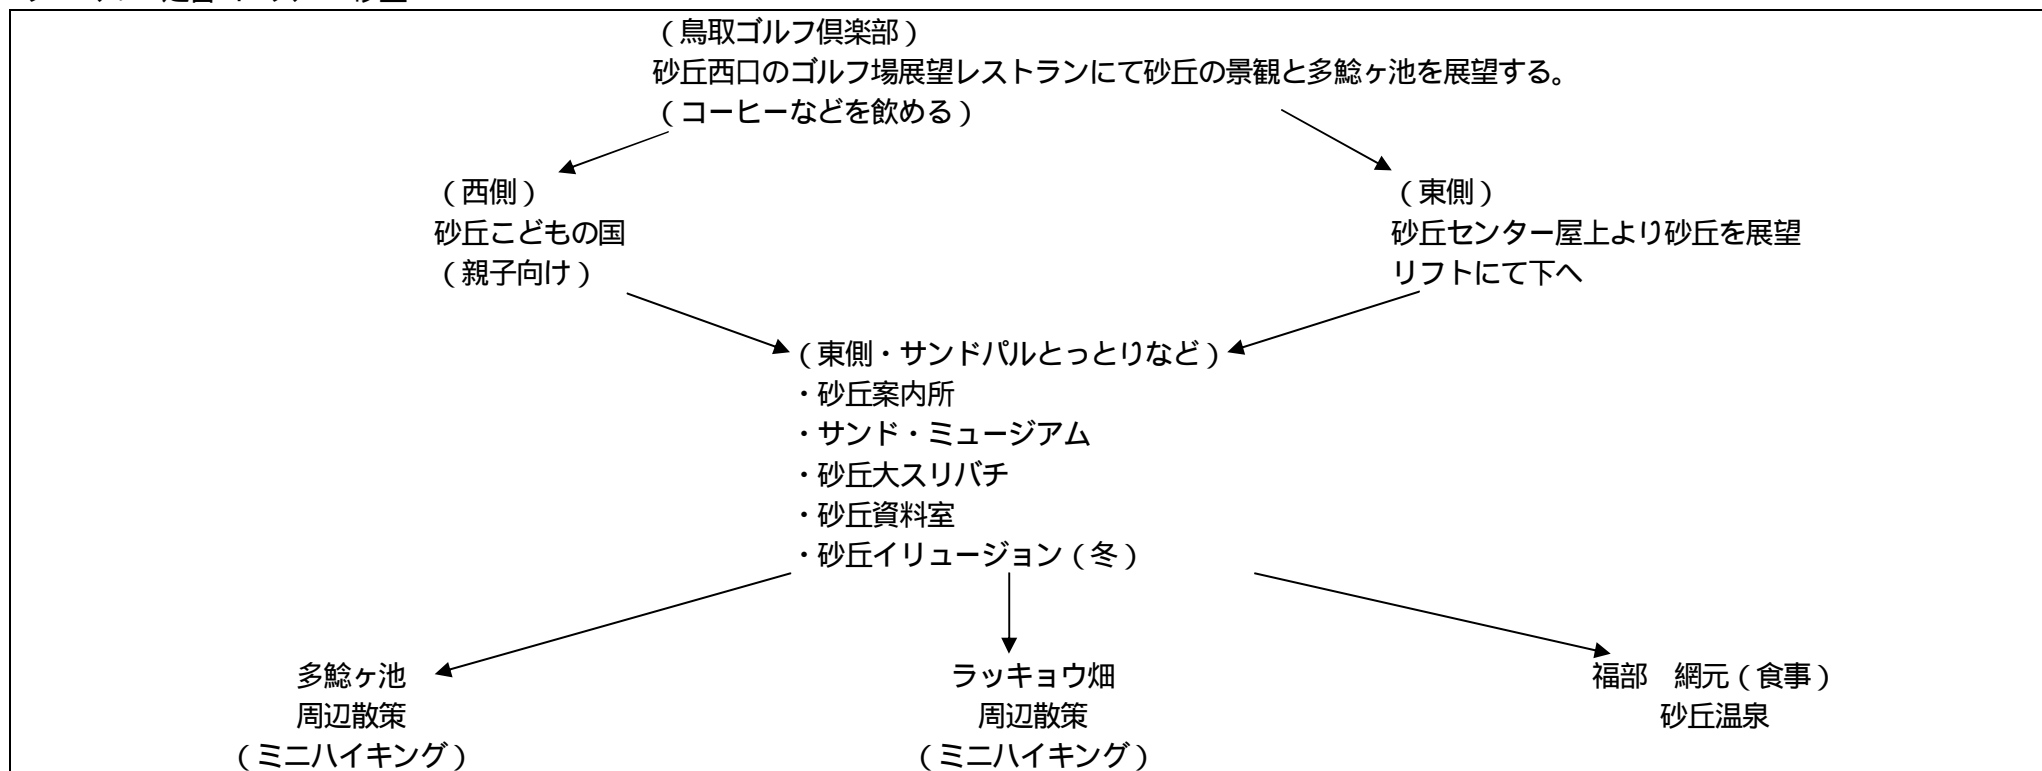 （鳥取ゴルフ倶楽部）
砂丘西口のゴルフ場展望レストランにて砂丘の景観と多鯰ヶ池を展望する。
（コーヒーなどを飲める）
（西側）
砂丘こどもの国
（親子向け）
（東側）
砂丘センター屋上より砂丘を展望
リフトにて下へ
（東側・サンドパルとっとりなど）
・砂丘案内所
・サンド・ミュージアム
・砂丘大スリバチ
・砂丘資料室
・砂丘イリュージョン（冬）
多鯰ヶ池
周辺散策
（ミニハイキング）
ラッキョウ畑
周辺散策
（ミニハイキング）
福部　網元（食事）
砂丘温泉